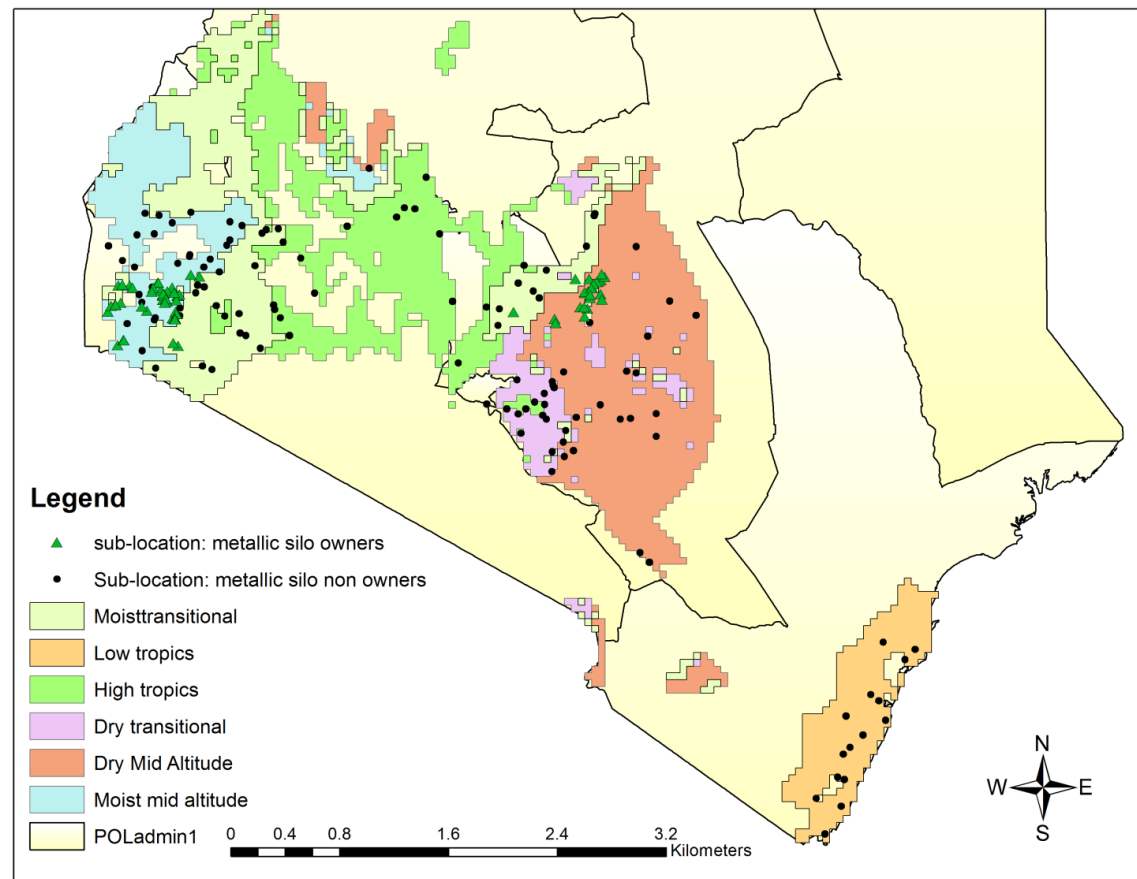 Legend
sub-location: metallic silo owners
Sub-location: metallic silo non owners
Moisttransitional
Low tropics
High tropics
Dry transitional
Dry Mid Altitude
Moist mid altitude
POLadmin1
0 0.4 0.8 1.6 2.4 3.2
Kilometers
N
W E
S